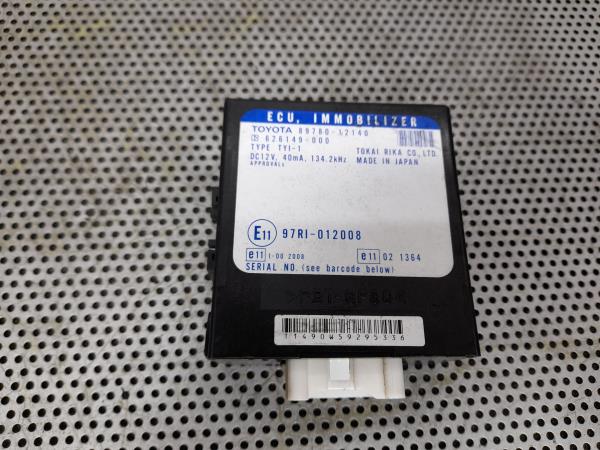 ECU, IMMOBILIZER
TOYOTA 89780-12140
626149-000
TYPE TYI-1 TOKAI RIKA CO., LTD.
DC12V, 40mA, 134.2kHz MADE IN JAPAN
APPROVALS
E11 97RI-012008
e11 1-00 2008 e11 02 1364
SERIAL NO. (see barcode below)
11490W59295336